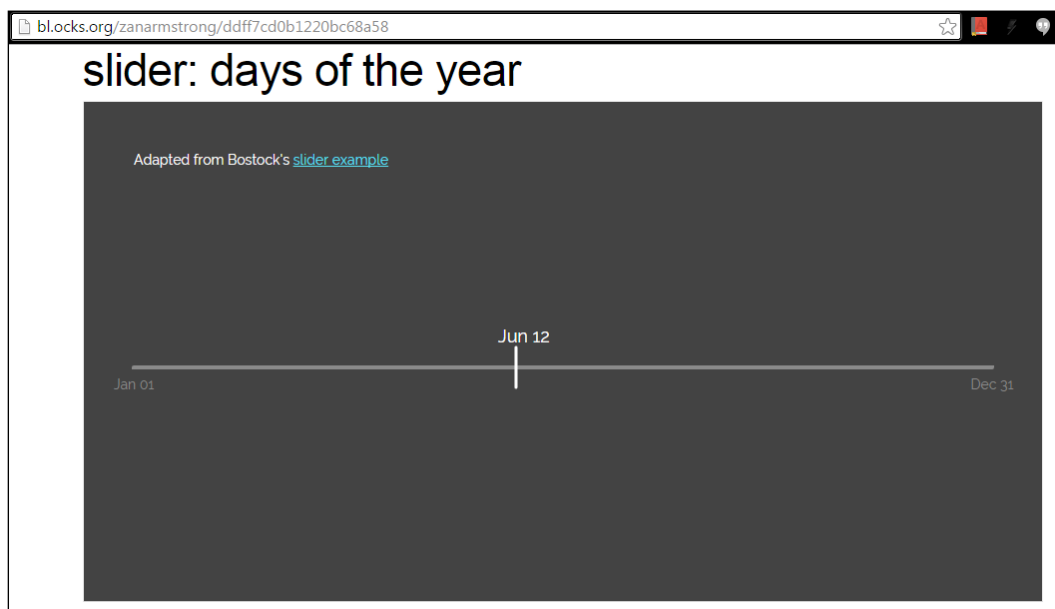 bl.ocks.org/zanarmstrong/ddff7cd0b1220bc68a58
slider: days of the year
Adapted from Bostock's slider example
Jun 12
Jan 01
Dec 31